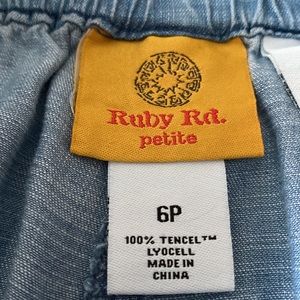 Ruby Rd.
petite
6P
100% TENCEL™
LYOCELL
MADE IN
CHINA